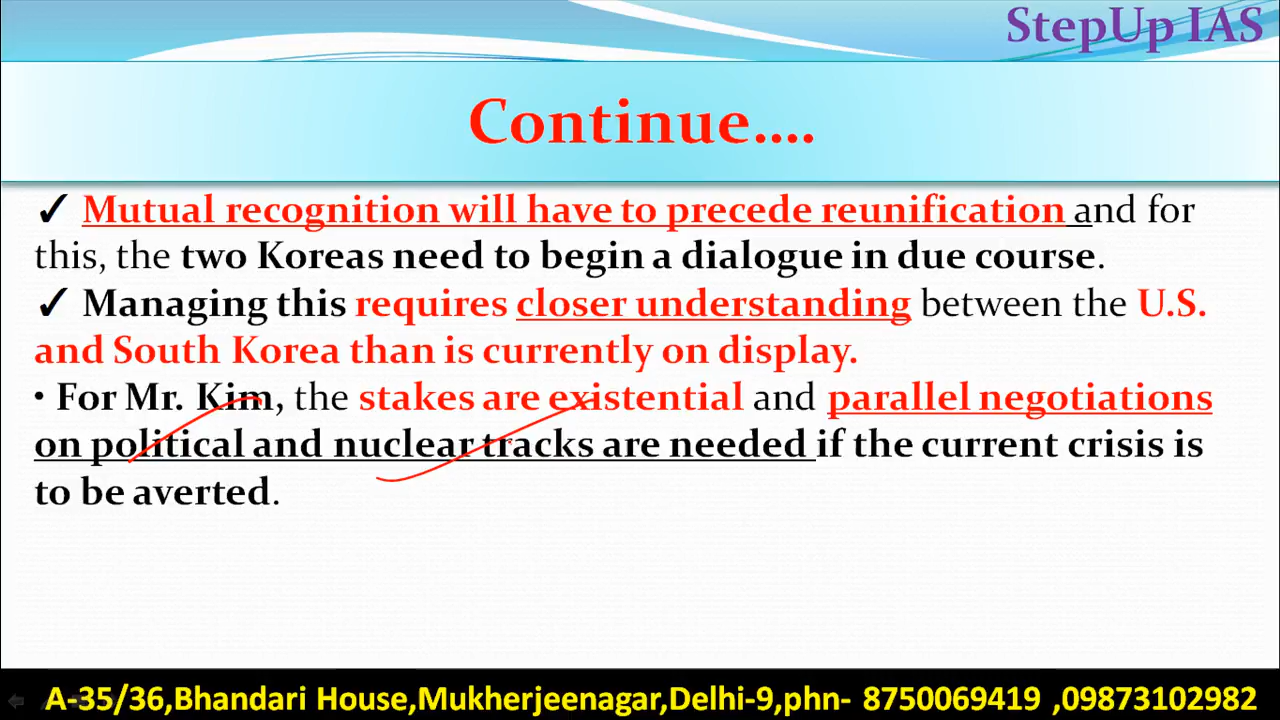 StepUp IAS
Continue....
✓ Mutual recognition will have to precede reunification and for
this, the two Koreas need to begin a dialogue in due course.
✓ Managing this requires closer understanding between the U.S.
and South Korea than is currently on display.
• For Mr. Kim, the stakes are existential and parallel negotiations
on political and nuclear tracks are needed if the current crisis is
to be averted.
A-35/36,Bhandari House,Mukherjeenagar,Delhi-9,phn- 8750069419 ,09873102982